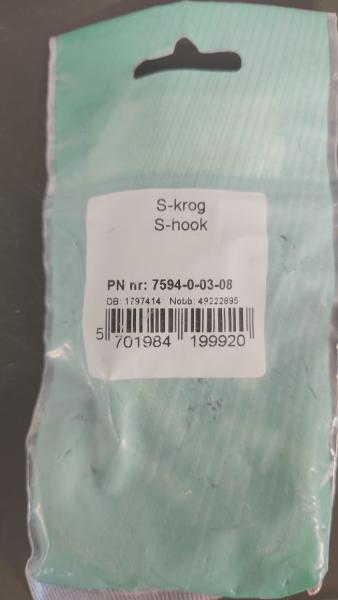 S-krog
S-hook
PN nr: 7594-0-03-08
DB: 1797414 Nobb: 49222895
5 701984 199920